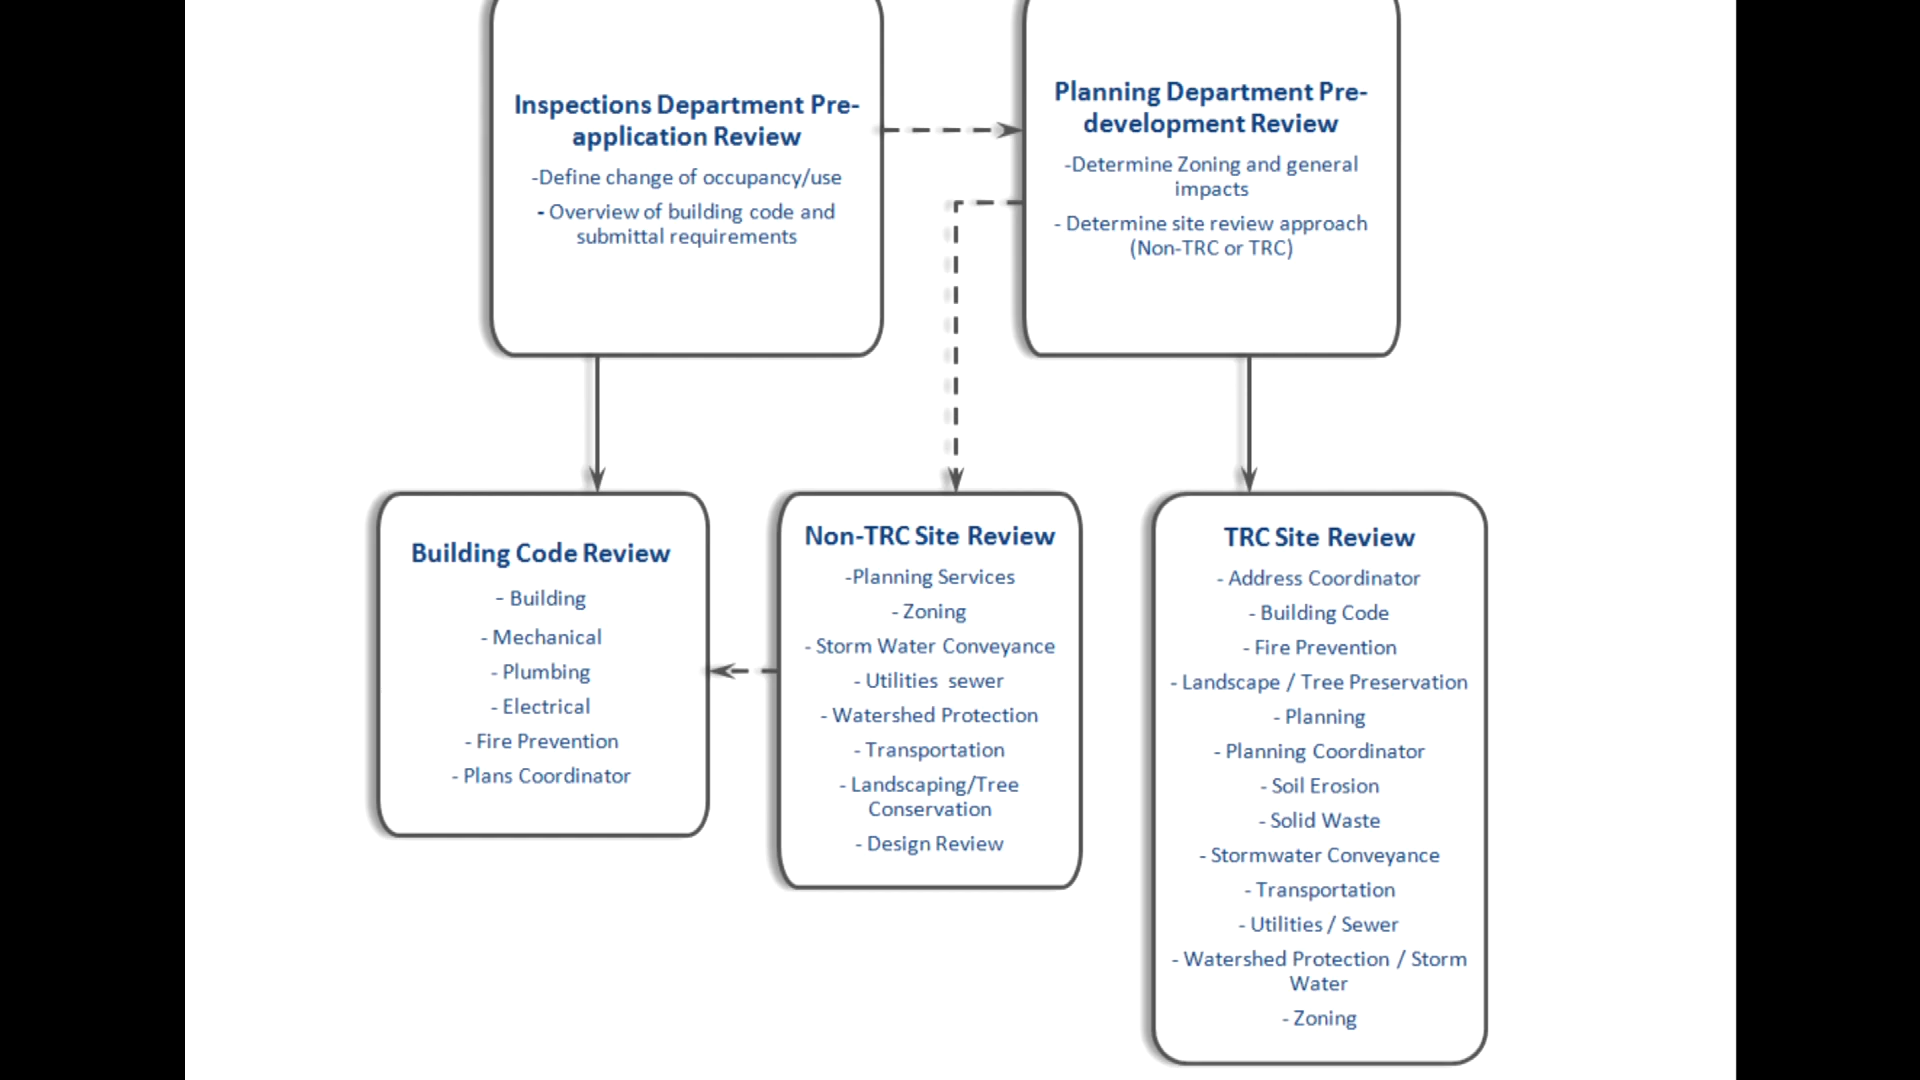 Inspections Department Pre-
application Review
-Define change of occupancy/use
- Overview of building code and
submittal requirements
Planning Department Pre-
development Review
-Determine Zoning and general
impacts
- Determine site review approach
(Non-TRC or TRC)
Building Code Review
- Building
- Mechanical
- Plumbing
- Electrical
- Fire Prevention
- Plans Coordinator
Non-TRC Site Review
-Planning Services
- Zoning
- Storm Water Conveyance
- Utilities  sewer
- Watershed Protection
- Transportation
- Landscaping/Tree
Conservation
- Design Review
TRC Site Review
- Address Coordinator
- Building Code
- Fire Prevention
- Landscape / Tree Preservation
- Planning
- Planning Coordinator
- Soil Erosion
- Solid Waste
- Stormwater Conveyance
- Transportation
- Utilities / Sewer
- Watershed Protection / Storm
Water
- Zoning